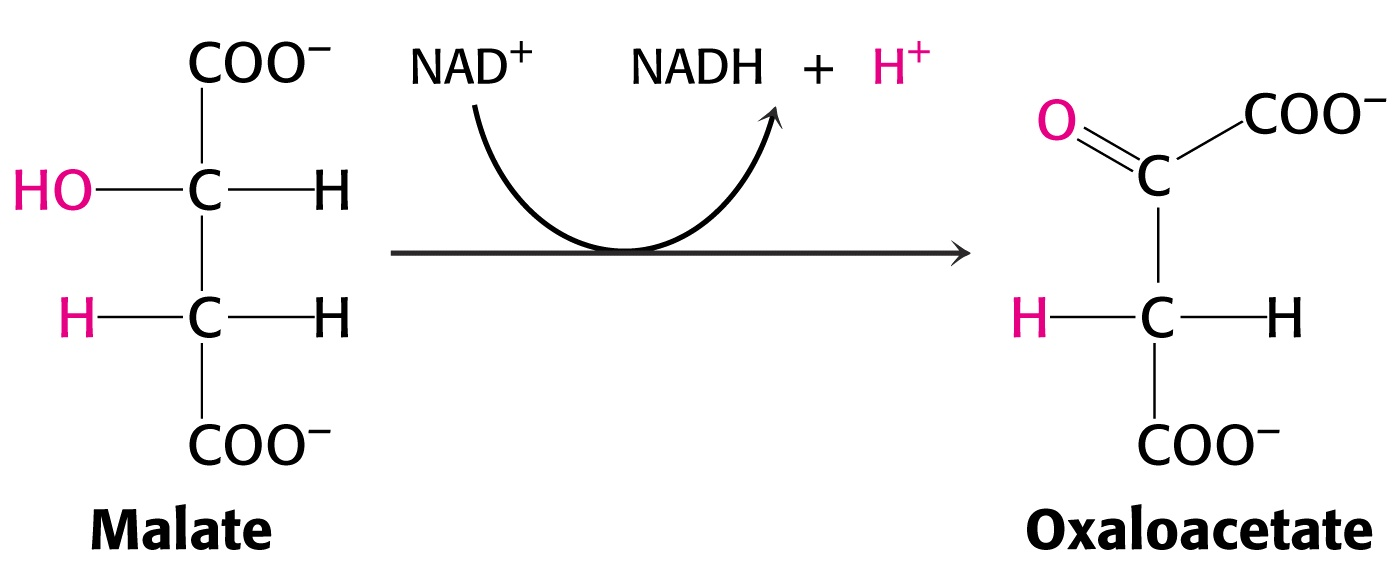 COO⁻
NAD⁺ NADH + H⁺
O COO⁻
C
HO C H
H C H
H C H
COO⁻
COO⁻
Malate
Oxaloacetate